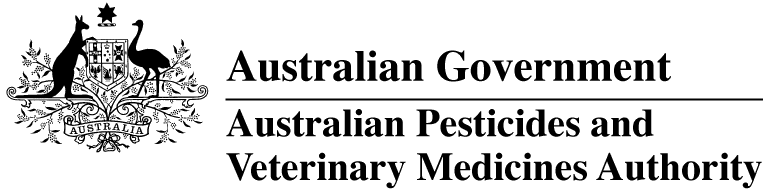 Australian Government
Australian Pesticides and
Veterinary Medicines Authority
AUSTRALIA